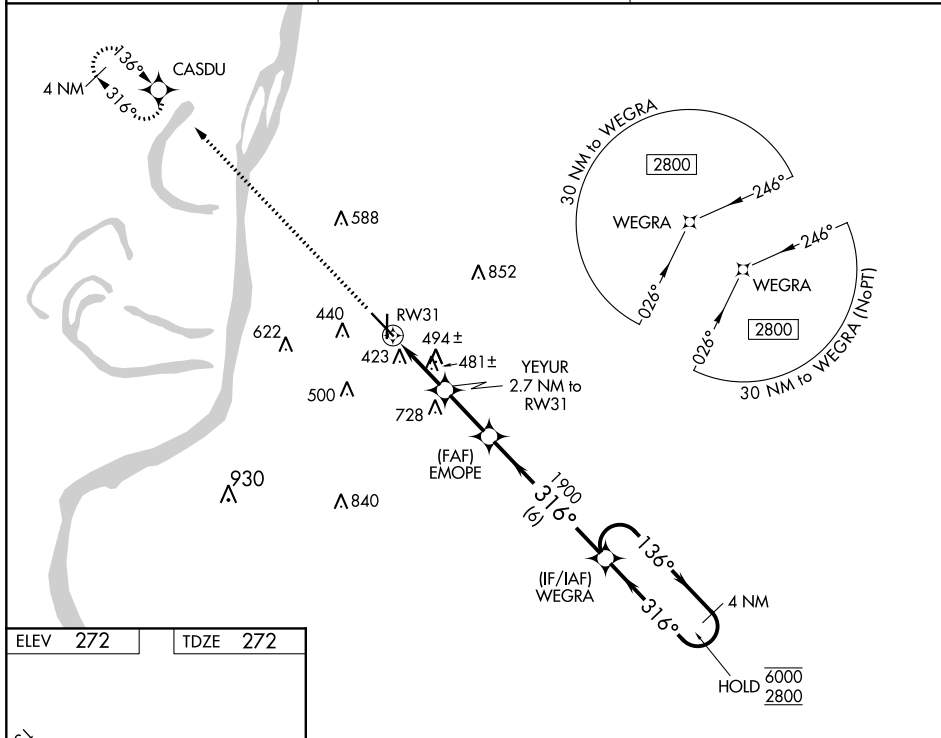 136°
CASDU
4 NM
316°
30 NM to WEGRA
2800
246°
WEGRA
026°
246°
WEGRA
026°
2800
30 NM to WEGRA (NoPT)
588
852
RW31
440
622
423
494±
481±
YEYUR
2.7 NM to
RW31
500
728
(FAF)
EMOPE
930
840
1900
316°
(6)
136°
(IF/IAF)
WEGRA
316°
4 NM
HOLD 6000
2800
ELEV 272
TDZE 272